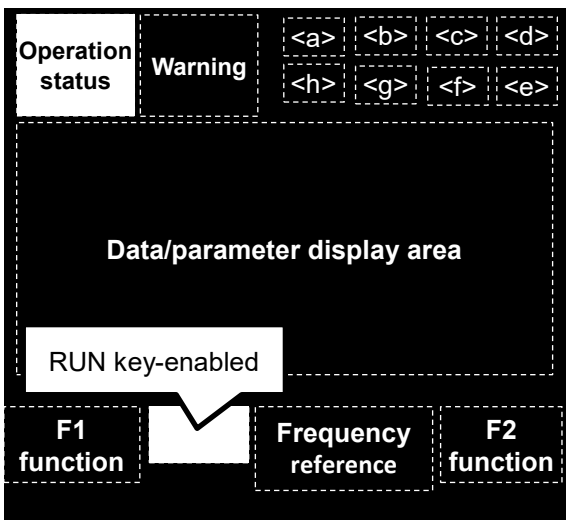 Operation
status
Warning
<a> <b> <c> <d>
<h> <g> <f> <e>
Data/parameter display area
RUN key-enabled
F1
function
Frequency
reference
F2
function